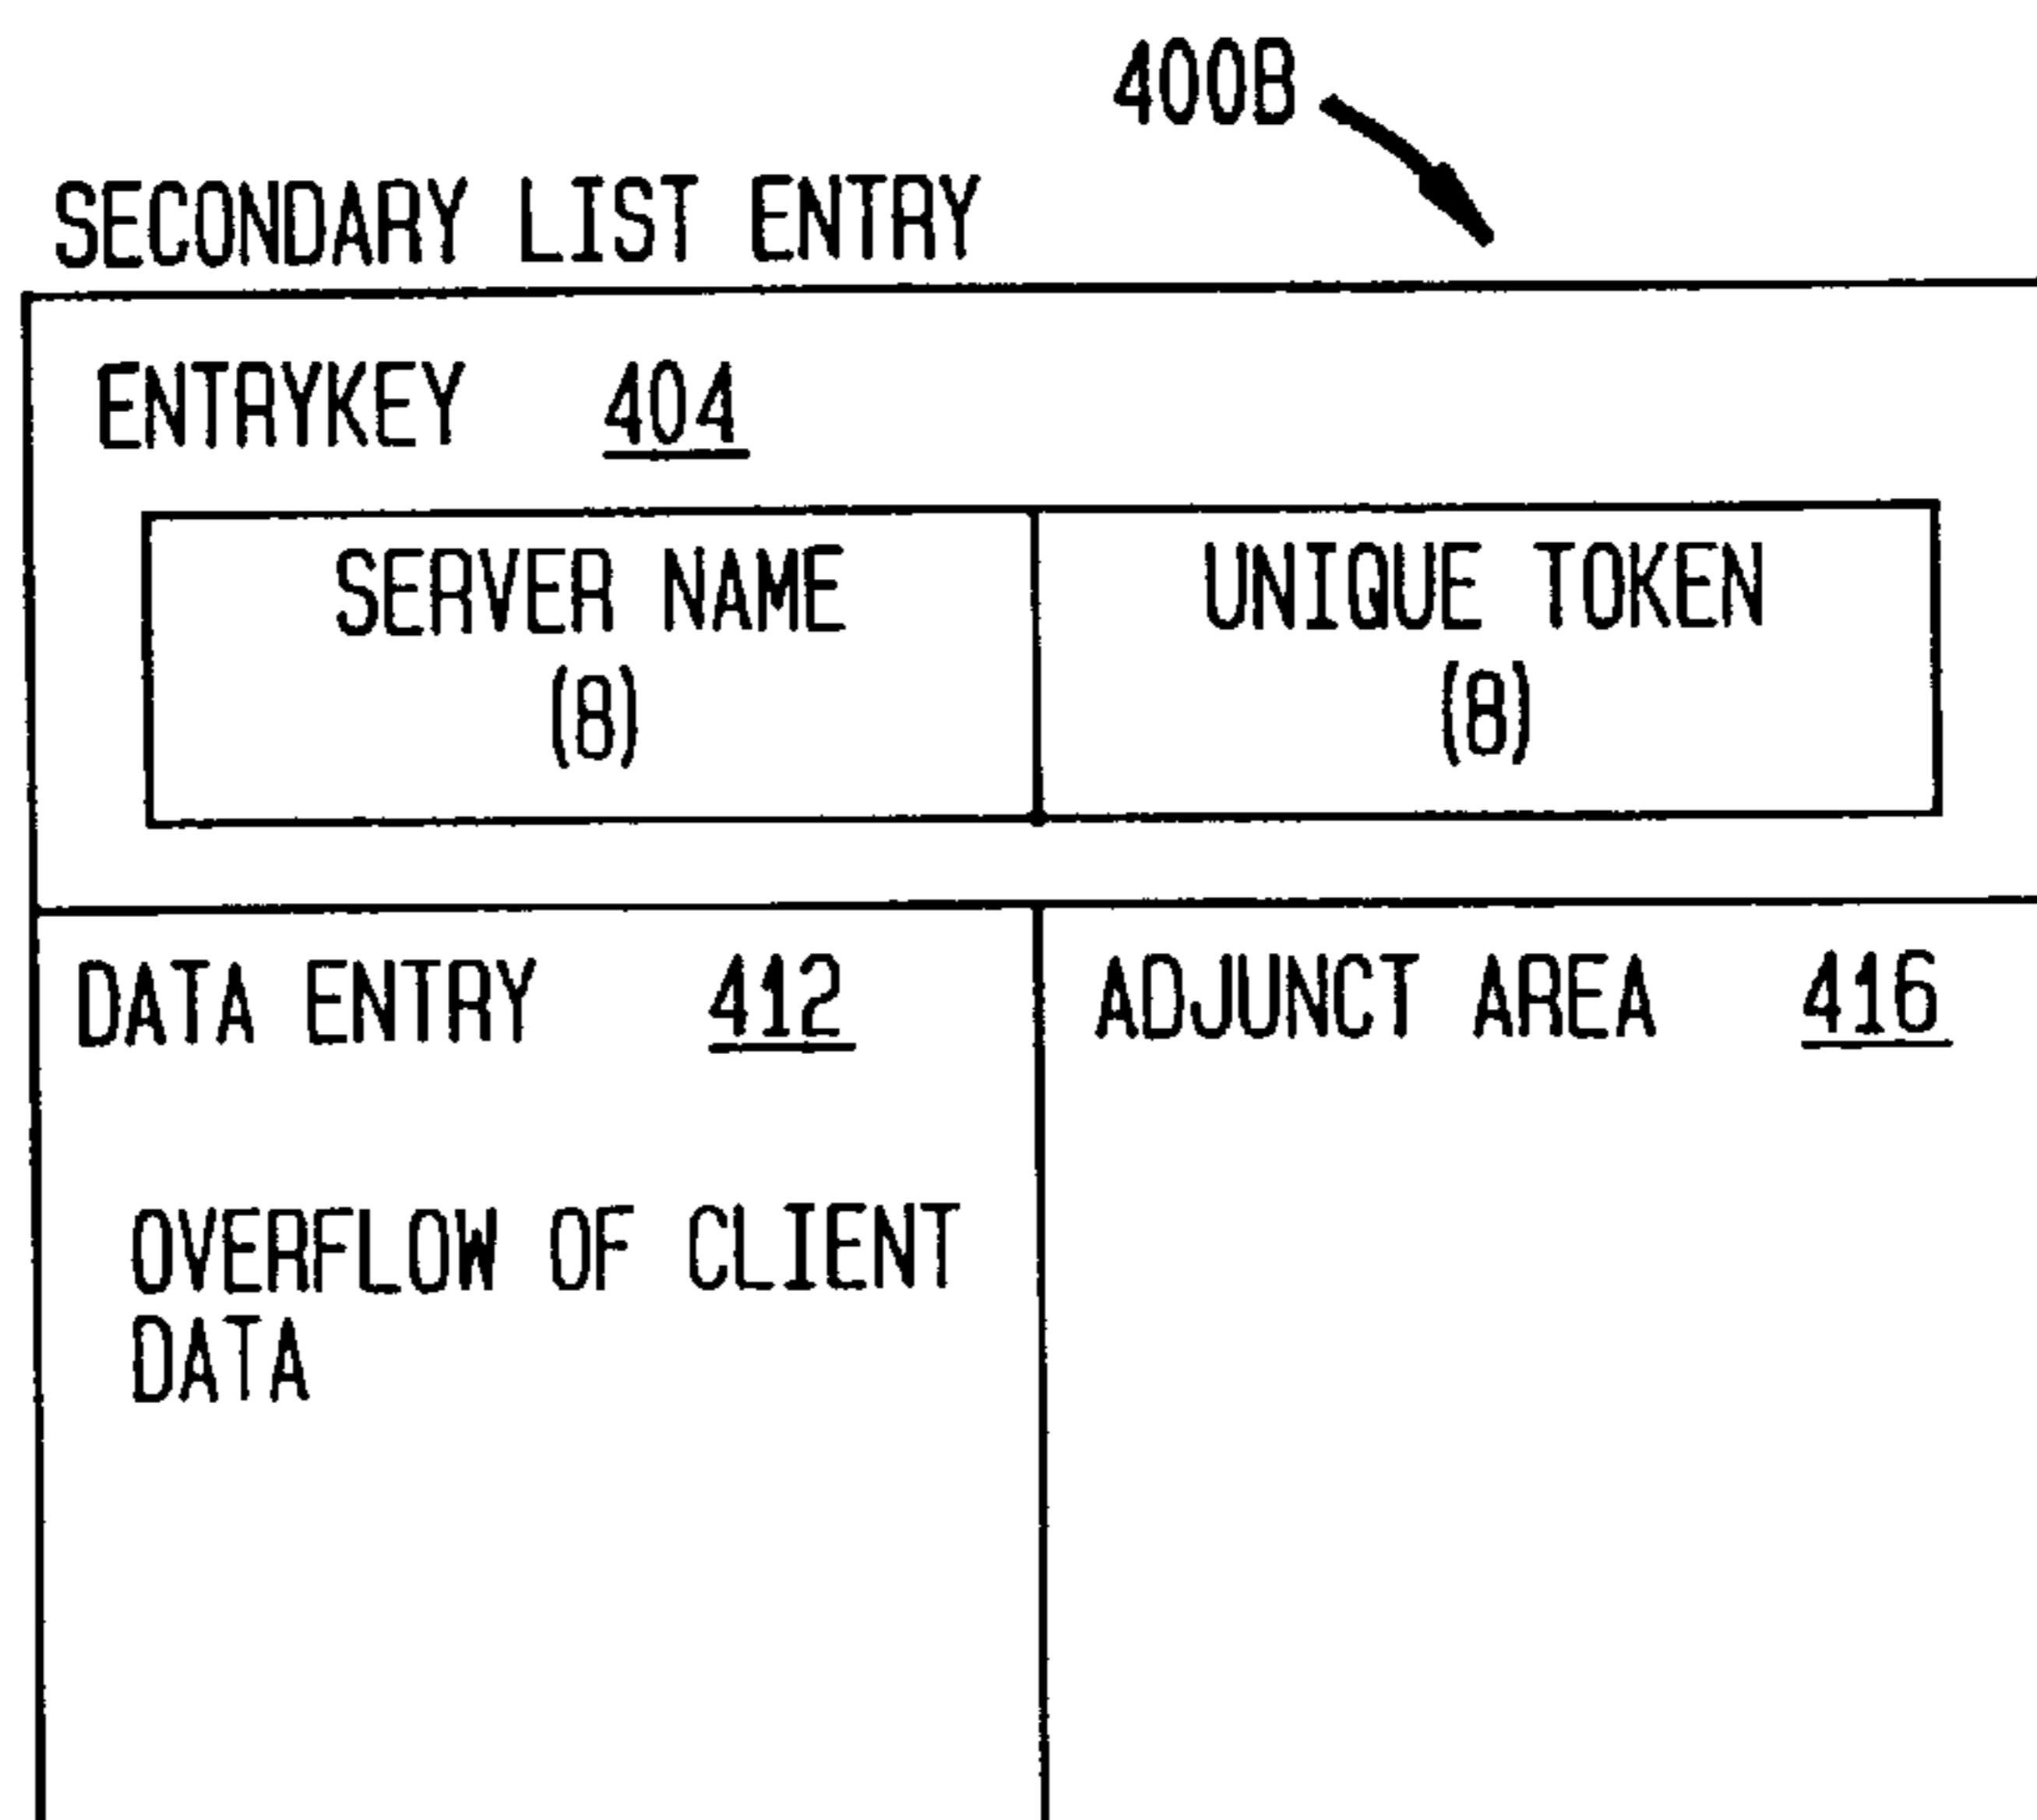 400B
SECONDARY LIST ENTRY
ENTRYKEY 404
SERVER NAME UNIQUE TOKEN
(8) (8)
DATA ENTRY 412 ADJUNCT AREA 416
OVERFLOW OF CLIENT
DATA